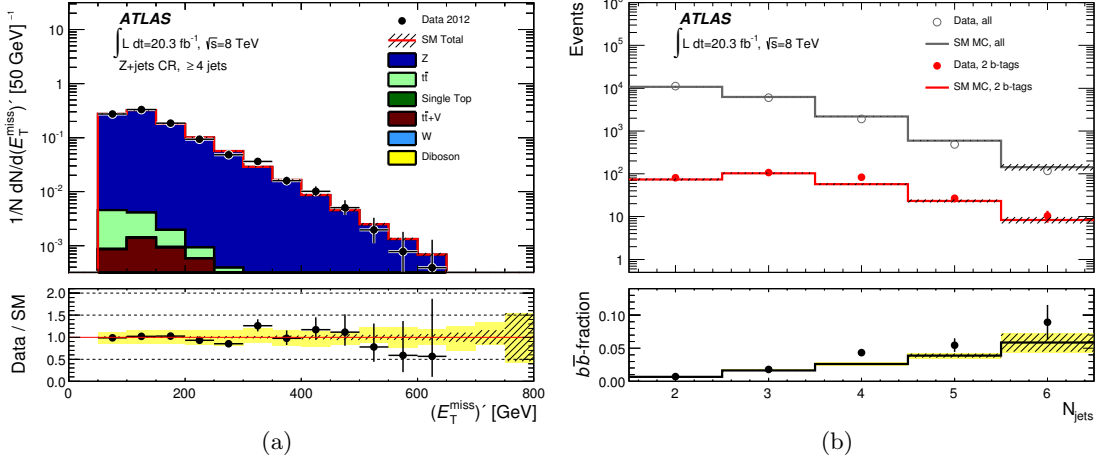 1/N dN/d(E_T^miss)´ [50 GeV]⁻¹
ATLAS
∫L dt=20.3 fb⁻¹, √s=8 TeV
Z+jets CR, ≥ 4 jets
Data 2012
SM Total
Z
tt̄
Single Top
tt̄+V
W
Diboson
10
1
10⁻¹
10⁻²
10⁻³
Data / SM
2.0
1.5
1.0
0.5
0.0
0 200 400 600 800
(E_T^miss)´ [GeV]
(a)
Events
ATLAS
∫L dt=20.3 fb⁻¹, √s=8 TeV
Data, all
SM MC, all
Data, 2 b-tags
SM MC, 2 b-tags
10⁶
10⁵
10⁴
10³
10²
10
1
bb̄-fraction
0.10
0.05
0.00
2 3 4 5 6
N_jets
(b)